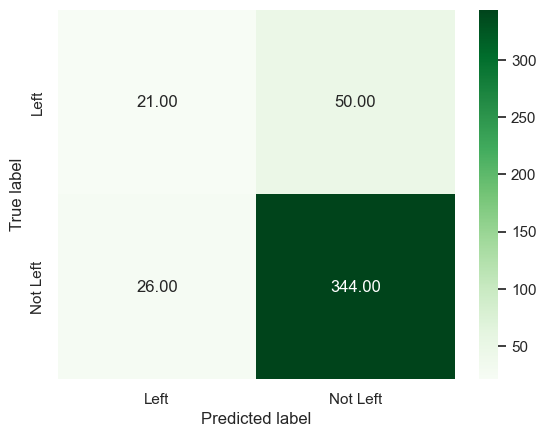 True label
Left
Not Left
21.00 50.00
26.00 344.00
Left Not Left
Predicted label
300
250
200
150
100
50